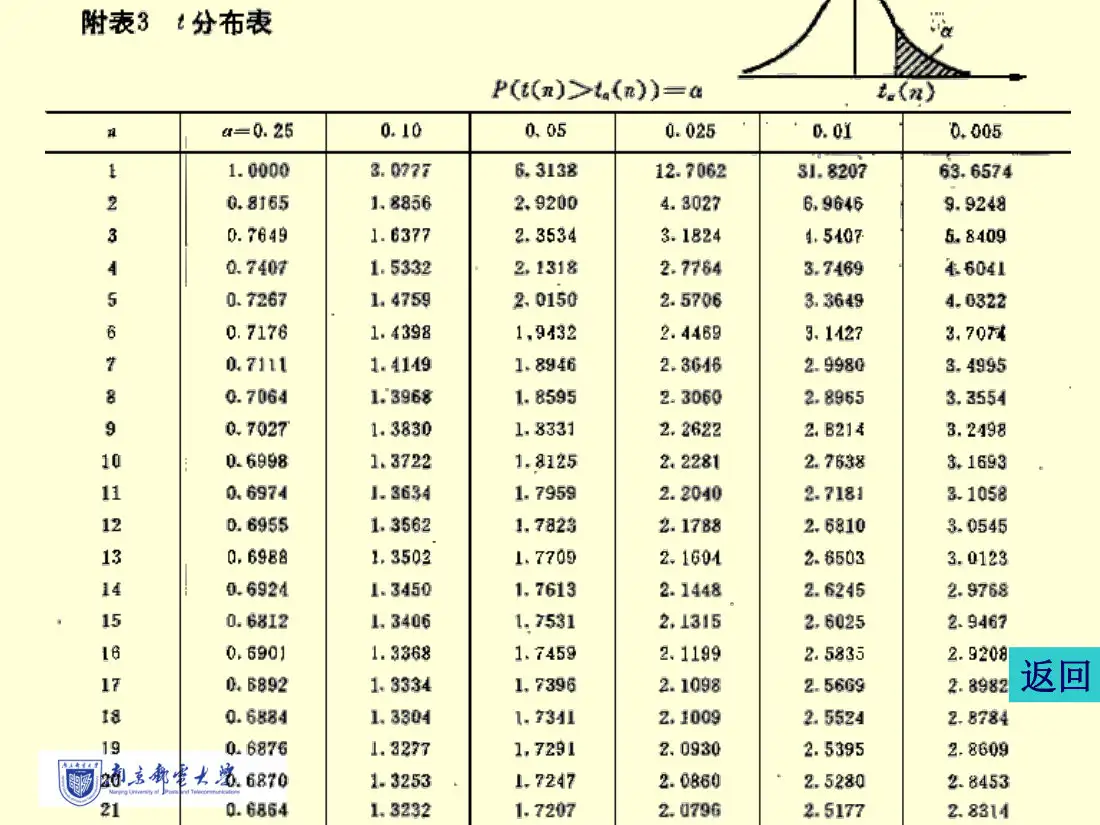 附表3 t 分布表
α
P(t(n)>tα(n))=α
tα(n)
n α=0.25 0.10 0.05 0.025 0.01 0.005
1 1.0000 3.0777 6.3138 12.7062 31.8207 63.6574
2 0.8165 1.8856 2.9200 4.3027 6.9646 9.9248
3 0.7649 1.6377 2.3534 3.1824 4.5407 5.8409
4 0.7407 1.5332 2.1318 2.7764 3.7469 4.6041
5 0.7267 1.4759 2.0150 2.5706 3.3649 4.0322
6 0.7176 1.4398 1.9432 2.4469 3.1427 3.7074
7 0.7111 1.4149 1.8946 2.3646 2.9980 3.4995
8 0.7064 1.3968 1.8595 2.3060 2.8965 3.3554
9 0.7027 1.3830 1.8331 2.2622 2.8214 3.2498
10 0.6998 1.3722 1.8125 2.2281 2.7638 3.1693
11 0.6974 1.3634 1.7959 2.2040 2.7181 3.1058
12 0.6955 1.3562 1.7823 2.1788 2.6810 3.0545
13 0.6988 1.3502 1.7709 2.1604 2.6503 3.0123
14 0.6924 1.3450 1.7613 2.1448 2.6245 2.9768
15 0.6812 1.3406 1.7531 2.1315 2.6025 2.9467
16 0.6901 1.3368 1.7459 2.1199 2.5835 2.9208
返回
17 0.6892 1.3334 1.7396 2.1098 2.5669 2.8982
18 0.6884 1.3304 1.7341 2.1009 2.5524 2.8784
19 0.6876 1.3277 1.7291 2.0930 2.5395 2.8609
南京邮电大学
Nanjing University of Posts and Telecommunications
20 0.6870 1.3253 1.7247 2.0860 2.5280 2.8453
21 0.6864 1.3232 1.7207 2.0796 2.5177 2.8314